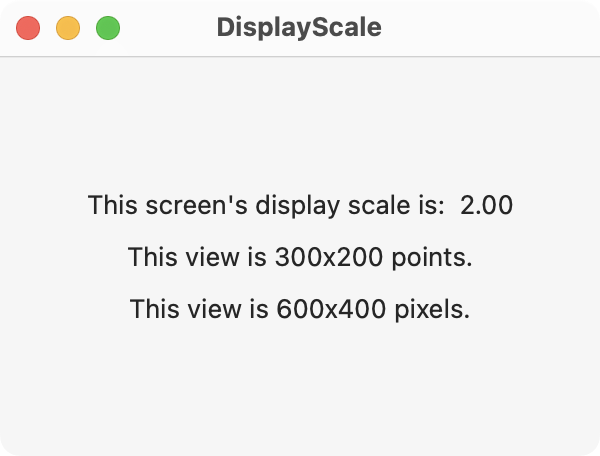 DisplayScale
This screen's display scale is:  2.00
This view is 300x200 points.
This view is 600x400 pixels.